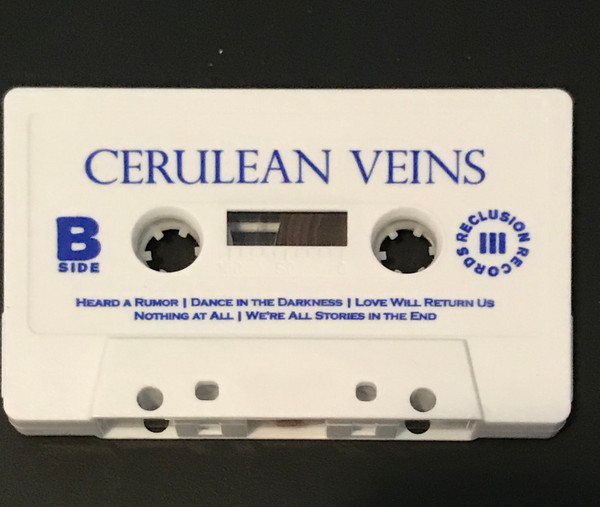 CERULEAN VEINS
B
SIDE
RECLUSION RECORDS
III
HEARD A RUMOR | DANCE IN THE DARKNESS | LOVE WILL RETURN US
NOTHING AT ALL | WE'RE ALL STORIES IN THE END